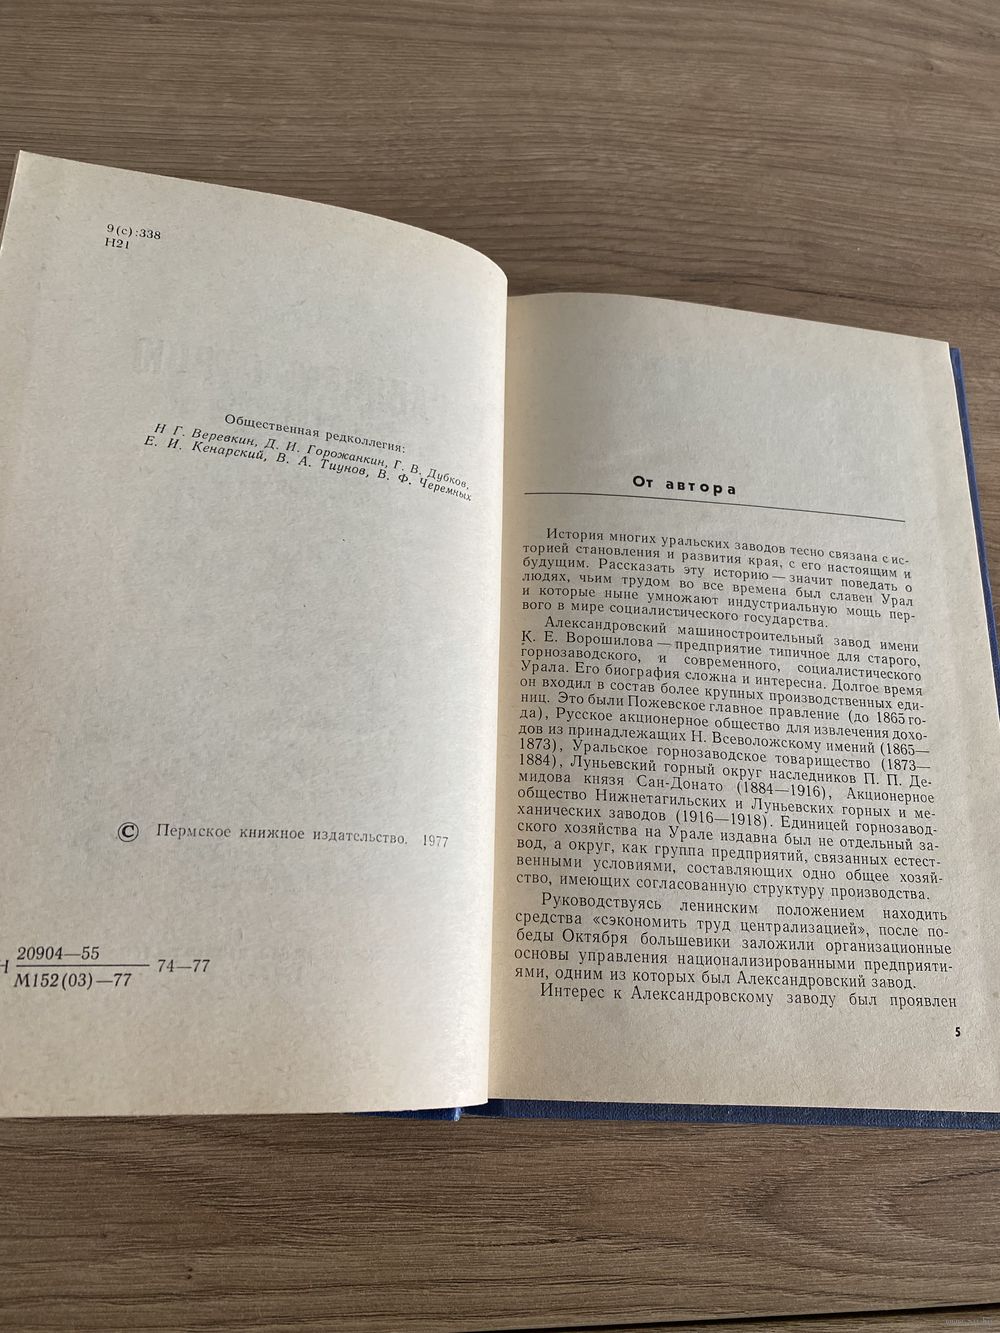 9(с):338
Н21
Общественная редколлегия:
Н Г. Веревкин, Д. И. Горожанкин, Г. В. Дубков,
Е. И. Кенарский, В. А. Тиунов, В. Ф. Черемных
© Пермское книжное издательство. 1977
Н 20904—55
М152(03)—77 74—77
От автора
История многих уральских заводов тесно связана с ис-
торией становления и развития края, с его настоящим и
будущим. Рассказать эту историю — значит поведать о
людях, чьим трудом во все времена был славен Урал
и которые ныне умножают индустриальную мощь пер-
вого в мире социалистического государства.
Александровский машиностроительный завод имени
К. Е. Ворошилова — предприятие типичное для старого,
горнозаводского, и современного, социалистического
Урала. Его биография сложна и интересна. Долгое время
он входил в состав более крупных производственных еди-
ниц. Это были Пожевское главное правление (до 1865 го-
да), Русское акционерное общество для извлечения дохо-
дов из принадлежащих Н. Всеволожскому имений (1865—
1873), Уральское горнозаводское товарищество (1873—
1884), Луньевский горный округ наследников П. П. Де-
мидова князя Сан-Донато (1884—1916), Акционерное
общество Нижнетагильских и Луньевских горных и ме-
ханических заводов (1916—1918). Единицей горнозавод-
ского хозяйства на Урале издавна был не отдельный за-
вод, а округ, как группа предприятий, связанных естест-
венными условиями, составляющих одно общее хозяй-
ство, имеющих согласованную структуру производства.
Руководствуясь ленинским положением находить
средства «сэкономить труд централизацией», после по-
беды Октября большевики заложили организационные
основы управления национализированными предприяти-
ями, одним из которых был Александровский завод.
Интерес к Александровскому заводу был проявлен
5